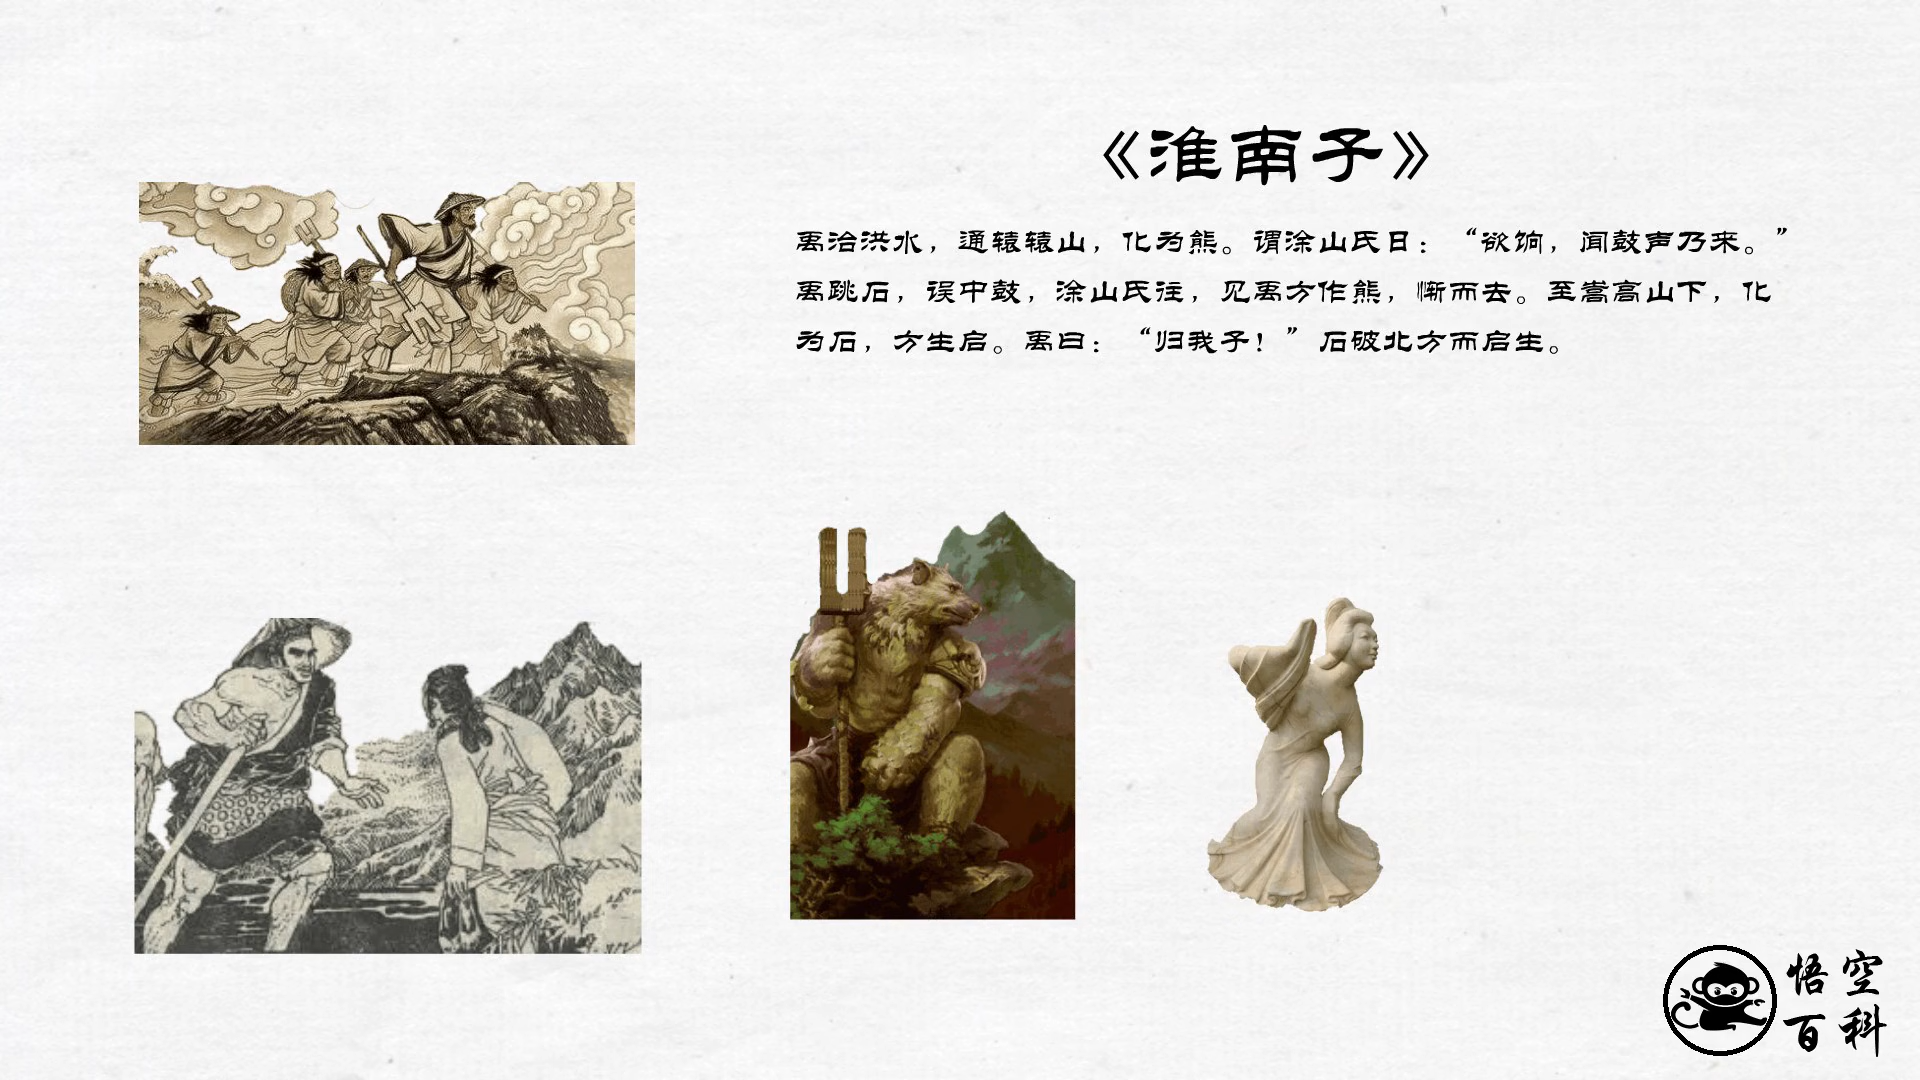 《淮南子》
禹治洪水，通轘辕山，化为熊。谓涂山氏日：“欲饷，闻鼓声乃来。”
禹跳石，误中鼓，涂山氏往，见禹方作熊，惭而去。至嵩高山下，化
为石，方生启。禹曰：“归我子！”石破北方而启生。
悟空
百科